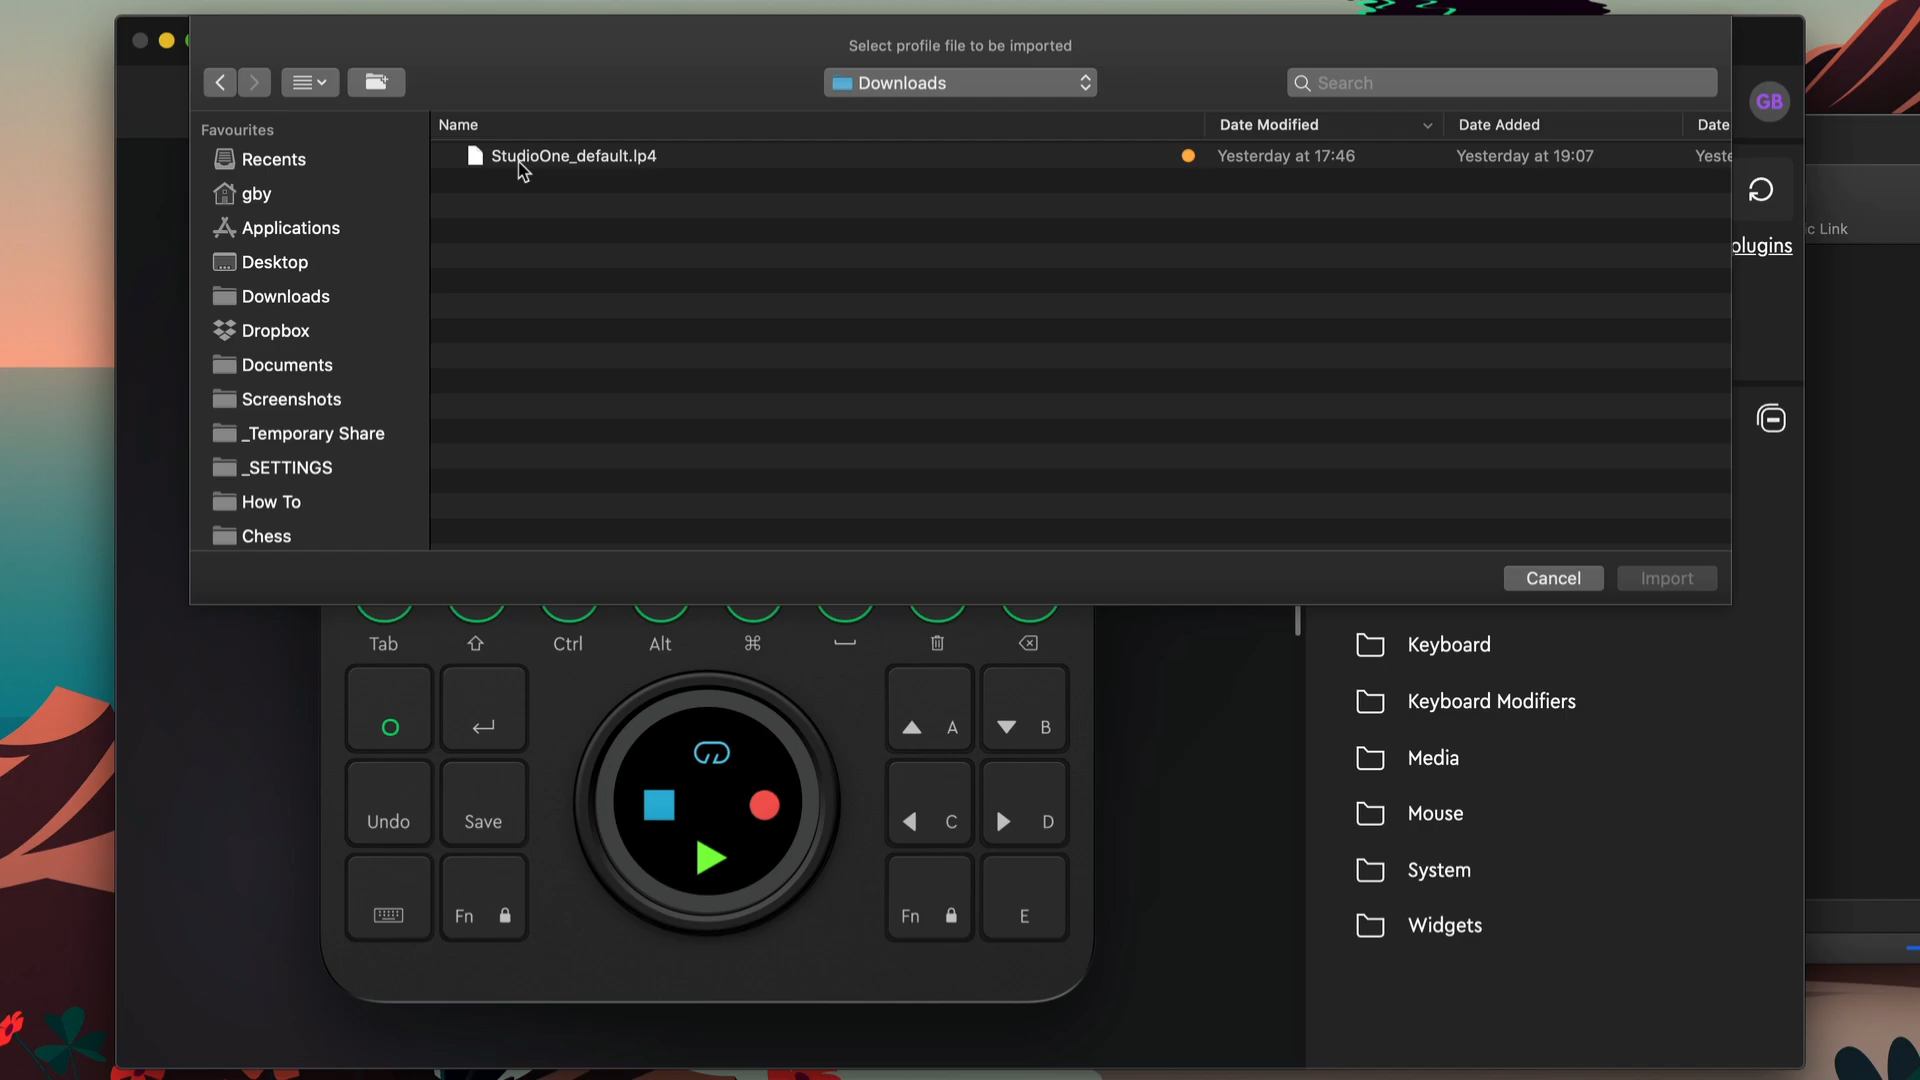 Select profile file to be imported
Downloads
Search
GB
Favourites
Name
Date Modified
Date Added
Date
Recents
StudioOne_default.lp4
Yesterday at 17:46
Yesterday at 19:07
Yeste
gby
Applications
ic Link
plugins
Desktop
Downloads
Dropbox
Documents
Screenshots
_Temporary Share
_SETTINGS
How To
Chess
Cancel
Import
Tab
Ctrl
Alt
⌘
Keyboard
Keyboard Modifiers
A
B
Media
Undo
Save
C
D
Mouse
System
Fn
Fn
E
Widgets